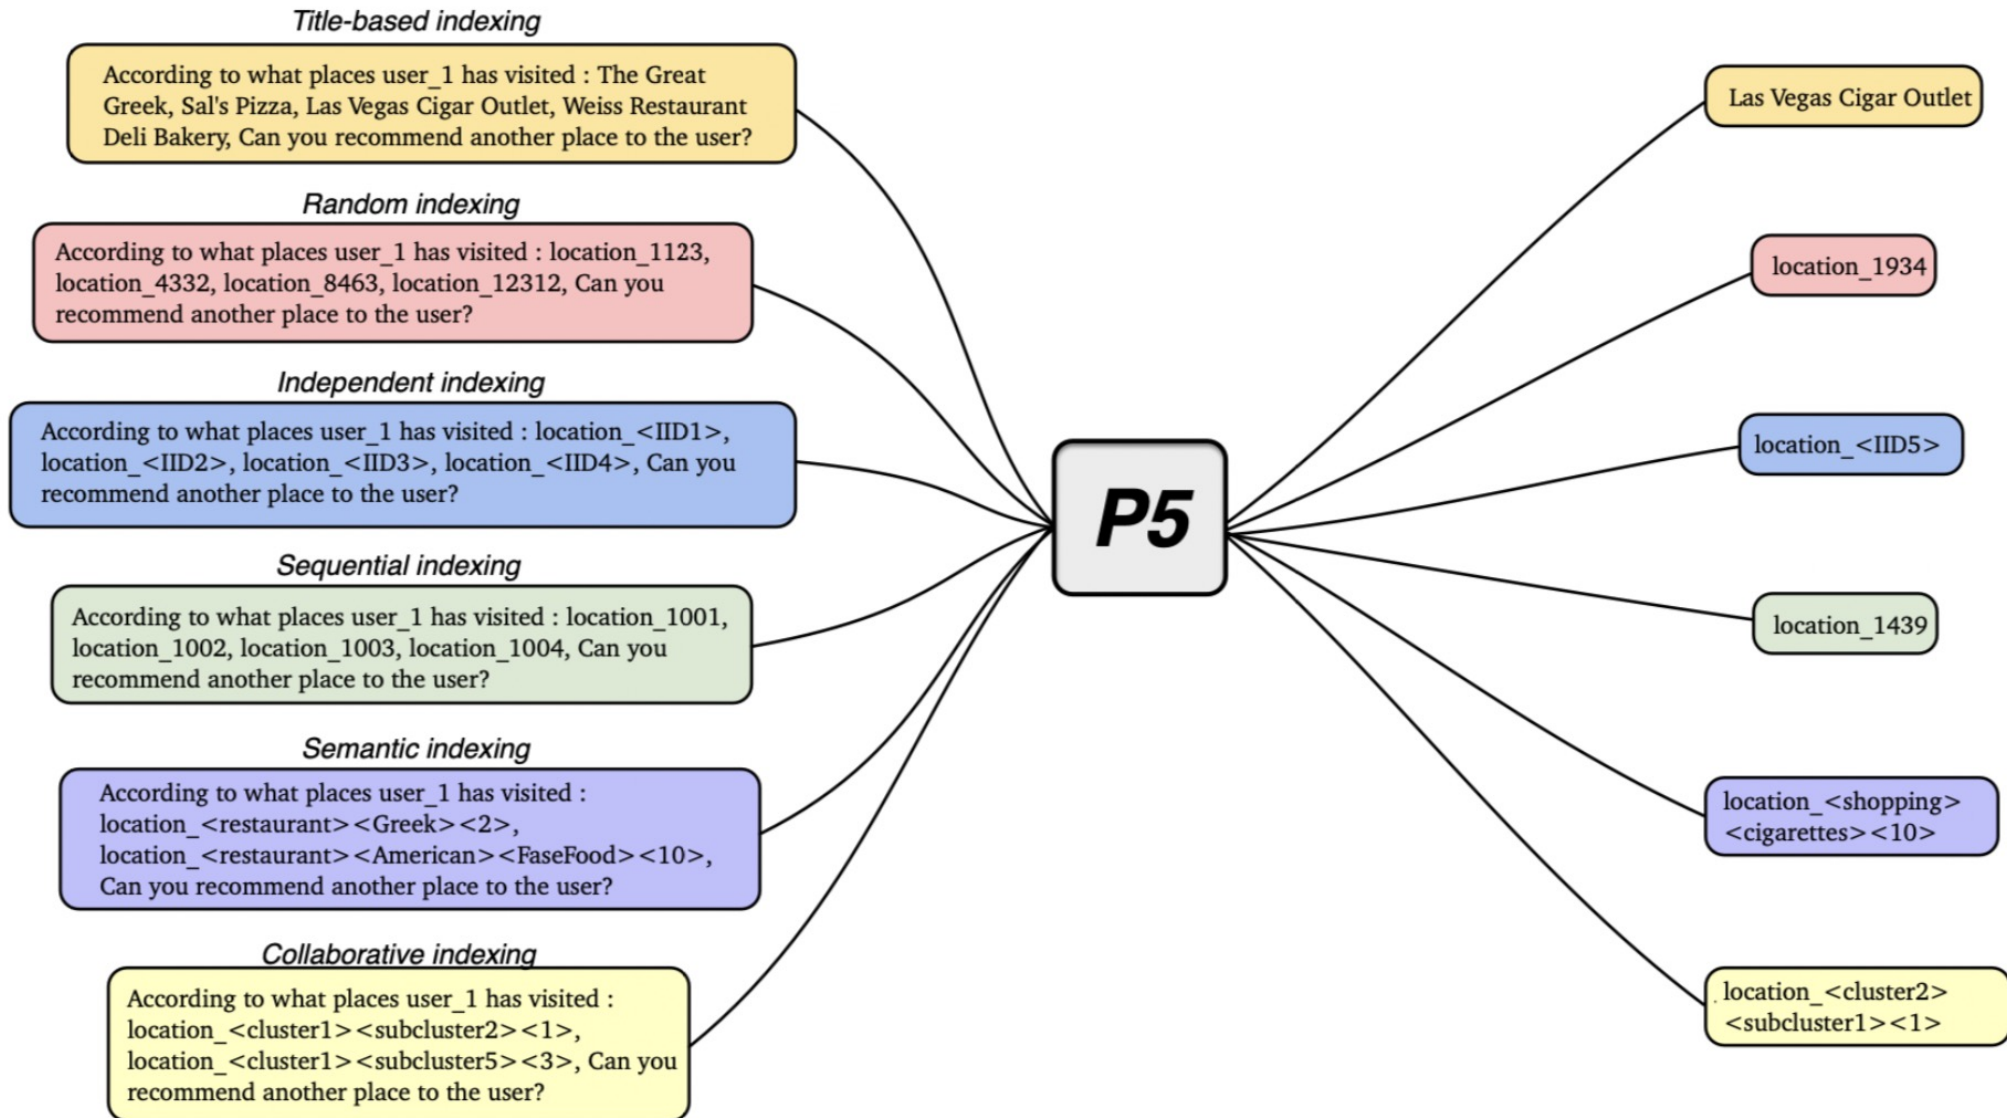 Title-based indexing
According to what places user_1 has visited : The Great
Greek, Sal's Pizza, Las Vegas Cigar Outlet, Weiss Restaurant
Deli Bakery, Can you recommend another place to the user?
Random indexing
According to what places user_1 has visited : location_1123,
location_4332, location_8463, location_12312, Can you
recommend another place to the user?
Independent indexing
According to what places user_1 has visited : location_<IID1>,
location_<IID2>, location_<IID3>, location_<IID4>, Can you
recommend another place to the user?
Sequential indexing
According to what places user_1 has visited : location_1001,
location_1002, location_1003, location_1004, Can you
recommend another place to the user?
Semantic indexing
According to what places user_1 has visited :
location_<restaurant><Greek><2>,
location_<restaurant><American><FaseFood><10>,
Can you recommend another place to the user?
Collaborative indexing
According to what places user_1 has visited :
location_<cluster1><subcluster2><1>,
location_<cluster1><subcluster5><3>, Can you
recommend another place to the user?
P5
Las Vegas Cigar Outlet
location_1934
location_<IID5>
location_1439
location_<shopping>
<cigarettes><10>
location_<cluster2>
<subcluster1><1>